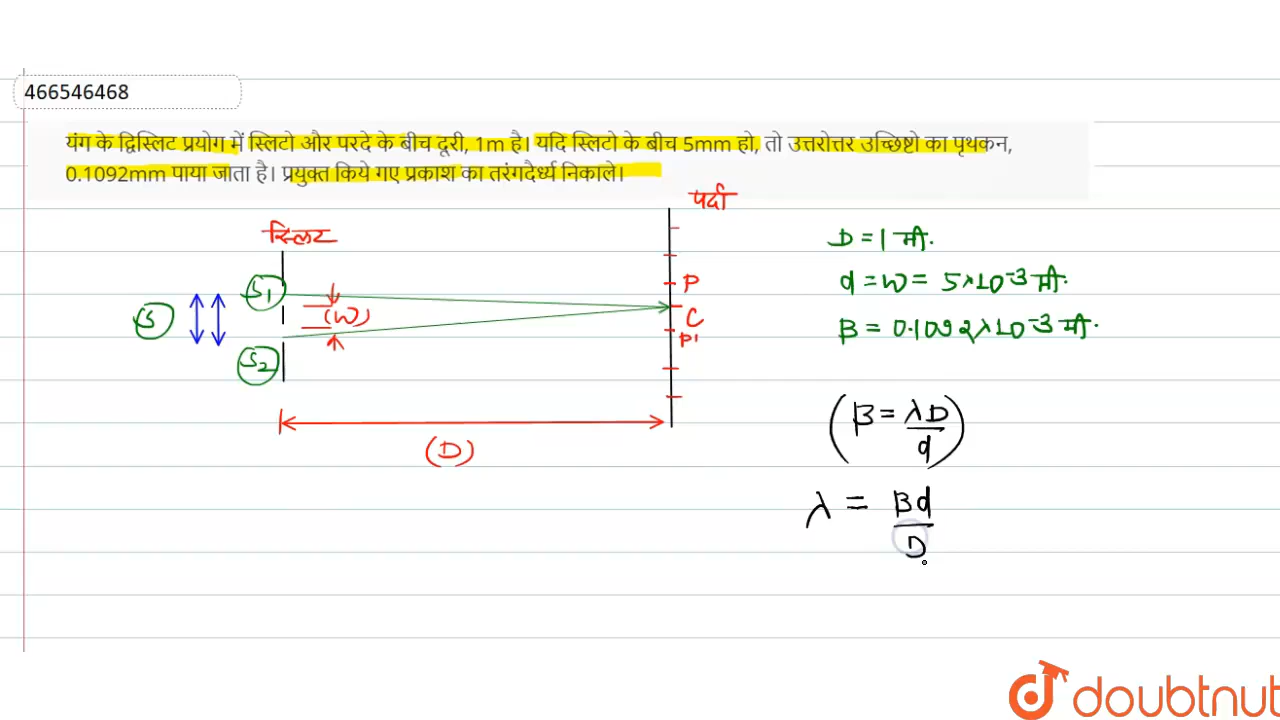 466546468
यंग के द्विस्लिट प्रयोग में स्लिटो और परदे के बीच दूरी, 1m है। यदि स्लिटो के बीच 5mm हो, तो उत्तरोत्तर उच्छिष्टो का पृथकन,
0.1092mm पाया जाता है। प्रयुक्त किये गए प्रकाश का तरंगदैर्ध्य निकाले।
पर्दा
स्लिट
D = 1 मी.
S1
P
d = W = 5×10⁻³ मी.
S
(W)
C
β = 0.1092×10⁻³ मी.
P'
S2
(β = λD/d)
(D)
λ = βd/D
doubtnut